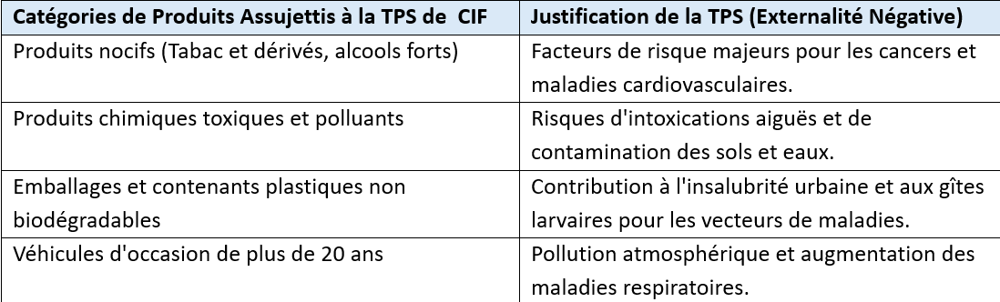 Catégories de Produits Assujettis à la TPS de  CIF
Justification de la TPS (Externalité Négative)
Produits nocifs (Tabac et dérivés, alcools forts)
Facteurs de risque majeurs pour les cancers et
maladies cardiovasculaires.
Produits chimiques toxiques et polluants
Risques d'intoxications aiguës et de
contamination des sols et eaux.
Emballages et contenants plastiques non
biodégradables
Contribution à l'insalubrité urbaine et aux gîtes
larvaires pour les vecteurs de maladies.
Véhicules d'occasion de plus de 20 ans
Pollution atmosphérique et augmentation des
maladies respiratoires.